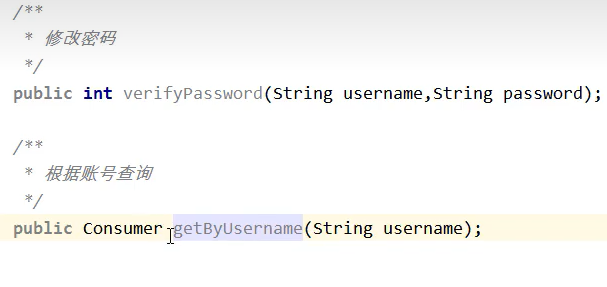 /**
 * 修改密码
 */
public int verifyPassword(String username,String password);
/**
 * 根据账号查询
 */
public Consumer getByUsername(String username);